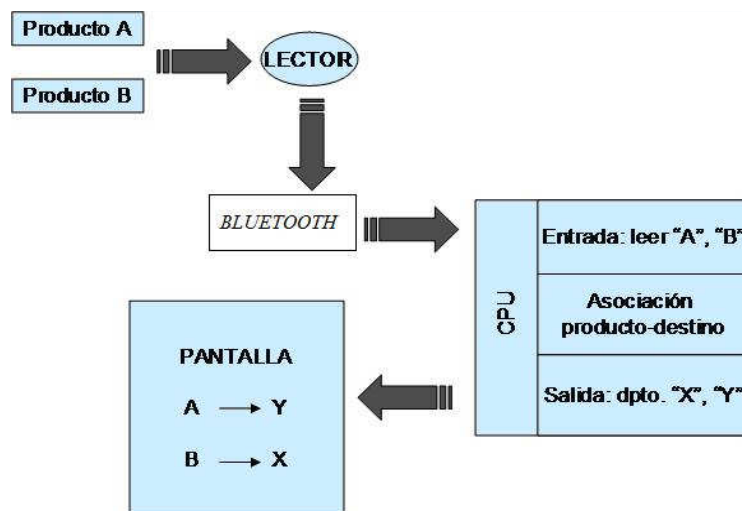 Producto A
LECTOR
Producto B
BLUETOOTH
CPU
Entrada: leer “A”, “B”
Asociación
producto-destino
Salida: dpto. “X”, “Y”
PANTALLA
A → Y
B → X